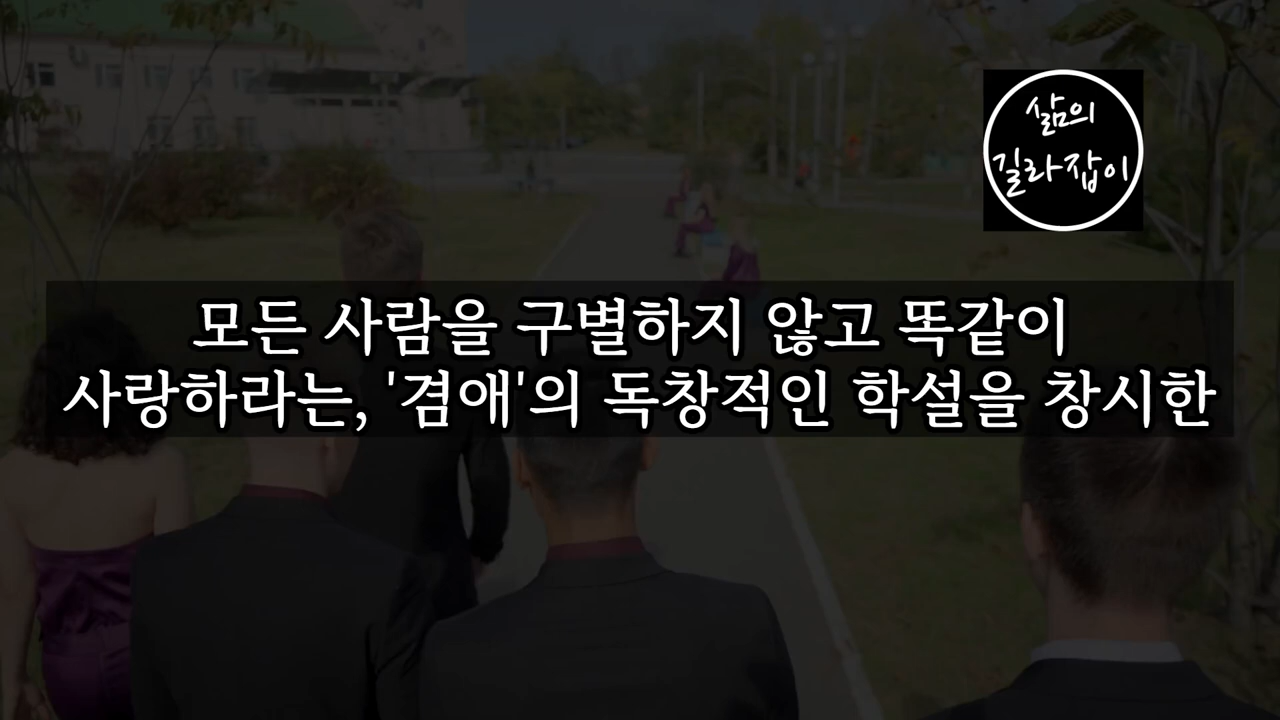 삶의
길라잡이
모든 사람을 구별하지 않고 똑같이
사랑하라는, '겸애'의 독창적인 학설을 창시한